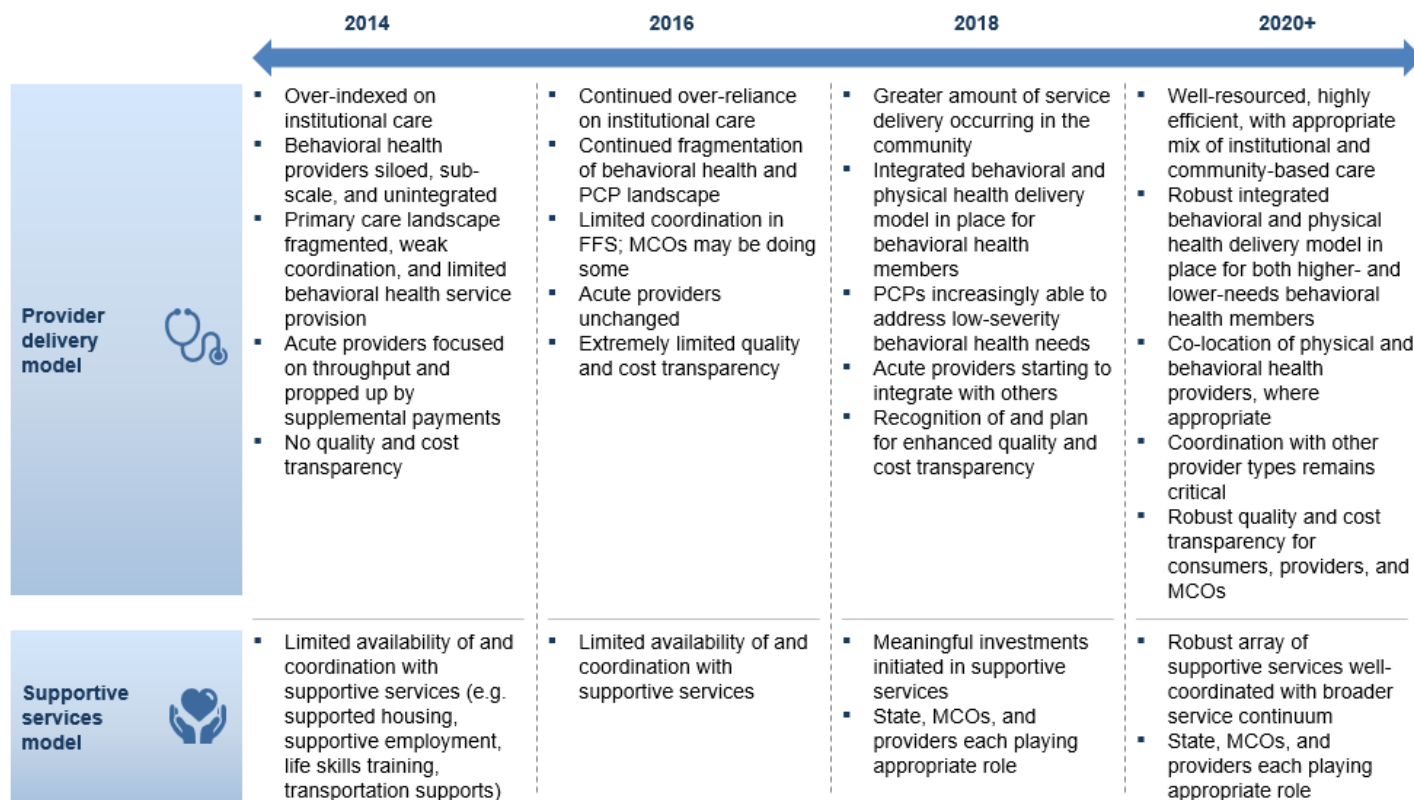 2014
2016
2018
2020+
Provider
delivery
model
▪ Over-indexed on
institutional care
▪ Behavioral health
providers siloed, sub-
scale, and unintegrated
▪ Primary care landscape
fragmented, weak
coordination, and limited
behavioral health service
provision
▪ Acute providers focused
on throughput and
propped up by
supplemental payments
▪ No quality and cost
transparency
▪ Continued over-reliance
on institutional care
▪ Continued fragmentation
of behavioral health and
PCP landscape
▪ Limited coordination in
FFS; MCOs may be doing
some
▪ Acute providers
unchanged
▪ Extremely limited quality
and cost transparency
▪ Greater amount of service
delivery occurring in the
community
▪ Integrated behavioral and
physical health delivery
model in place for
behavioral health
members
▪ PCPs increasingly able to
address low-severity
behavioral health needs
▪ Acute providers starting to
integrate with others
▪ Recognition of and plan
for enhanced quality and
cost transparency
▪ Well-resourced, highly
efficient, with appropriate
mix of institutional and
community-based care
▪ Robust integrated
behavioral and physical
health delivery model in
place for both higher- and
lower-needs behavioral
health members
▪ Co-location of physical and
behavioral health
providers, where
appropriate
▪ Coordination with other
provider types remains
critical
▪ Robust quality and cost
transparency for
consumers, providers, and
MCOs
Supportive
services
model
▪ Limited availability of and
coordination with
supportive services (e.g.
supported housing,
supportive employment,
life skills training,
transportation supports)
▪ Limited availability of and
coordination with
supportive services
▪ Meaningful investments
initiated in supportive
services
▪ State, MCOs, and
providers each playing
appropriate role
▪ Robust array of
supportive services well-
coordinated with broader
service continuum
▪ State, MCOs, and
providers each playing
appropriate role